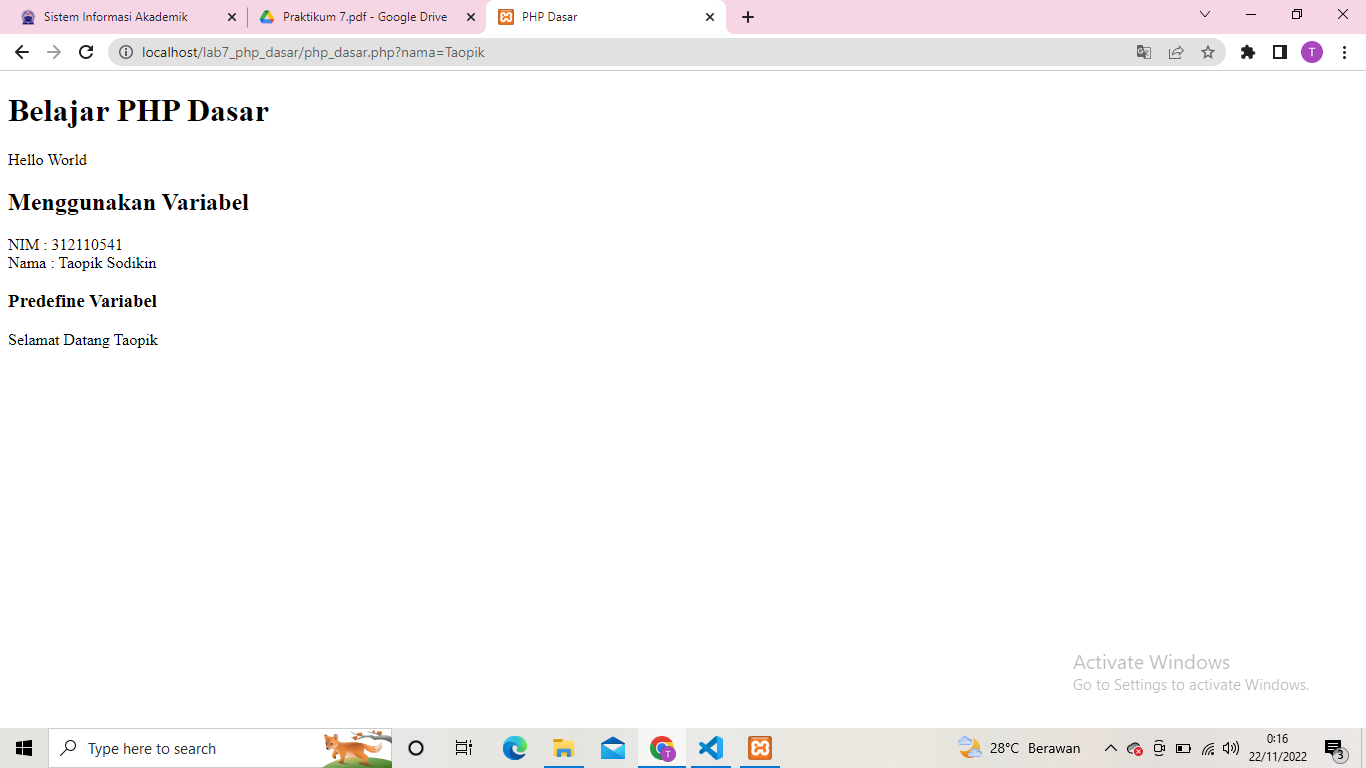 Sistem Informasi Akademik
Praktikum 7.pdf - Google Drive
PHP Dasar
localhost/lab7_php_dasar/php_dasar.php?nama=Taopik
T
Belajar PHP Dasar
Hello World
Menggunakan Variabel
NIM : 312110541
Nama : Taopik Sodikin
Predefine Variabel
Selamat Datang Taopik
Activate Windows
Go to Settings to activate Windows.
Type here to search
T
28°C Berawan
0:16
22/11/2022
3